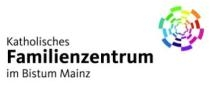 Katholisches
Familienzentrum
im Bistum Mainz